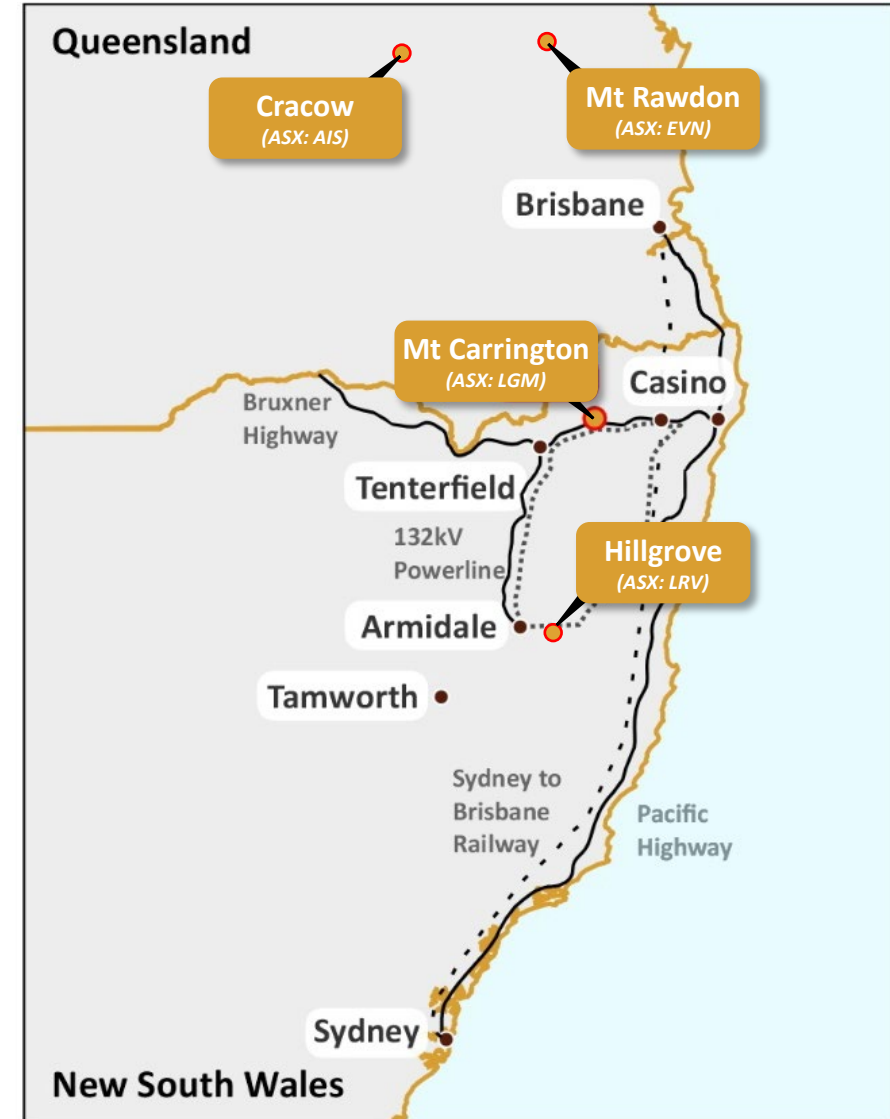 Queensland
Cracow
(ASX: AIS)
Mt Rawdon
(ASX: EVN)
Brisbane
Mt Carrington
(ASX: LGM)
Casino
Bruxner
Highway
Tenterfield
132kV
Powerline
Hillgrove
(ASX: LRV)
Armidale
Tamworth
Sydney to
Brisbane
Railway
Pacific
Highway
Sydney
New South Wales